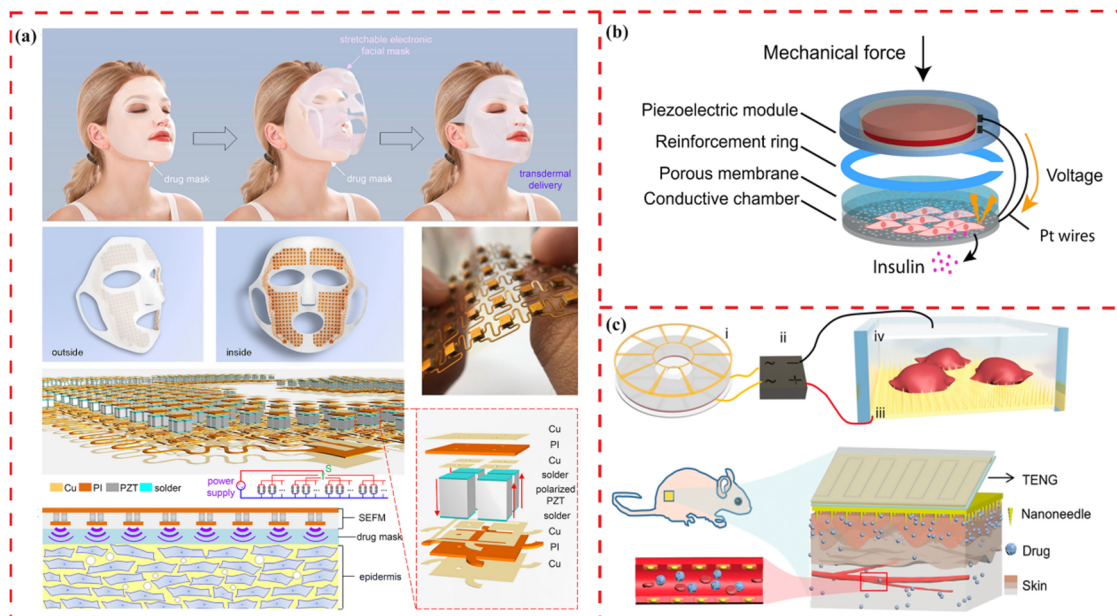 (a)
stretchable electronic
facial mask
drug mask
drug mask
transdermal
delivery
outside
inside
S
power
supply
Cu
PI
PZT
solder
SEFM
drug mask
epidermis
Cu
PI
Cu
solder
polarized
PZT
solder
Cu
PI
Cu
(b)
Mechanical force
Piezoelectric module
Reinforcement ring
Porous membrane
Conductive chamber
Voltage
Pt wires
Insulin
(c)
i
ii
iv
iii
~ −
~ +
TENG
Nanoneedle
Drug
Skin